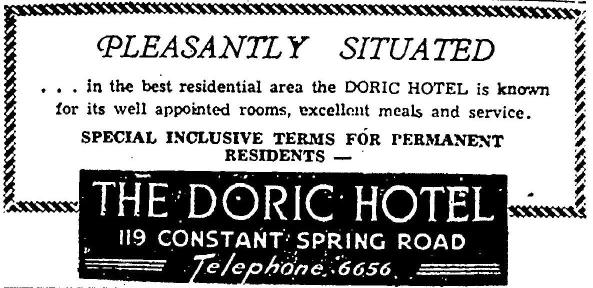 PLEASANTLY SITUATED
. . . in the best residential area the DORIC HOTEL is known
for its well appointed rooms, excellent meals and service.
SPECIAL INCLUSIVE TERMS FOR PERMANENT
RESIDENTS —
THE DORIC HOTEL
119 CONSTANT SPRING ROAD
Telephone 6656